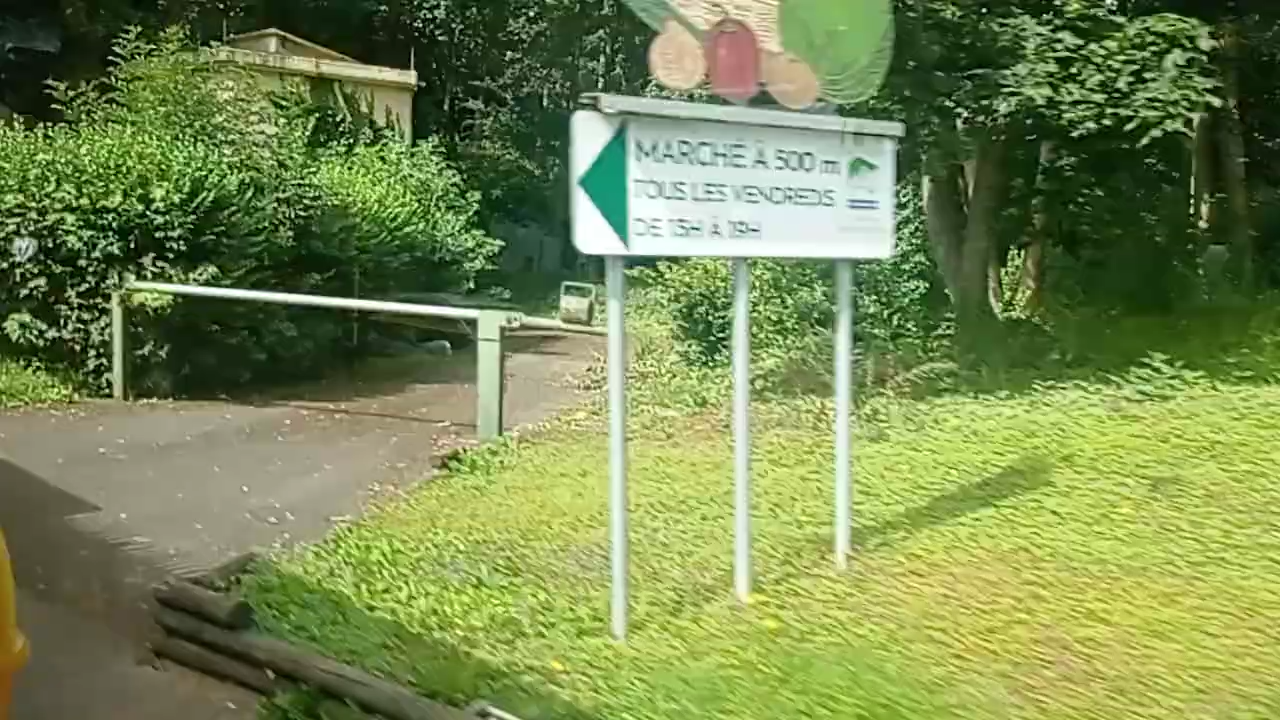 MARCHÉ À 500 m
TOUS LES VENDREDIS
DE 15H À 19H